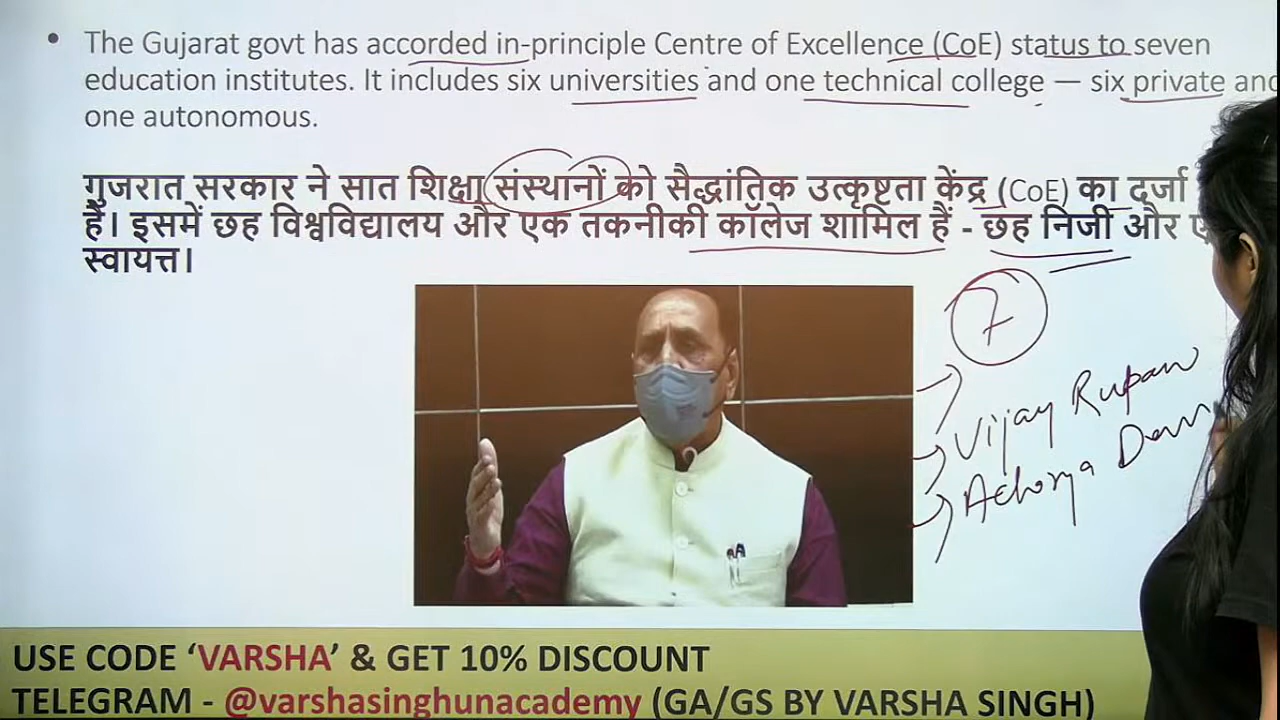 The Gujarat govt has accorded in-principle Centre of Excellence (CoE) status to seven
education institutes. It includes six universities and one technical college — six private and
one autonomous.
गुजरात सरकार ने सात शिक्षा संस्थानों को सैद्धांतिक उत्कृष्टता केंद्र (CoE) का दर्जा
है। इसमें छह विश्वविद्यालय और एक तकनीकी कॉलेज शामिल हैं - छह निजी और
स्वायत्त।
7
Vijay Rupan
Acharya
USE CODE ‘VARSHA’ & GET 10% DISCOUNT
TELEGRAM - @varshasinghunacademy (GA/GS BY VARSHA SINGH)